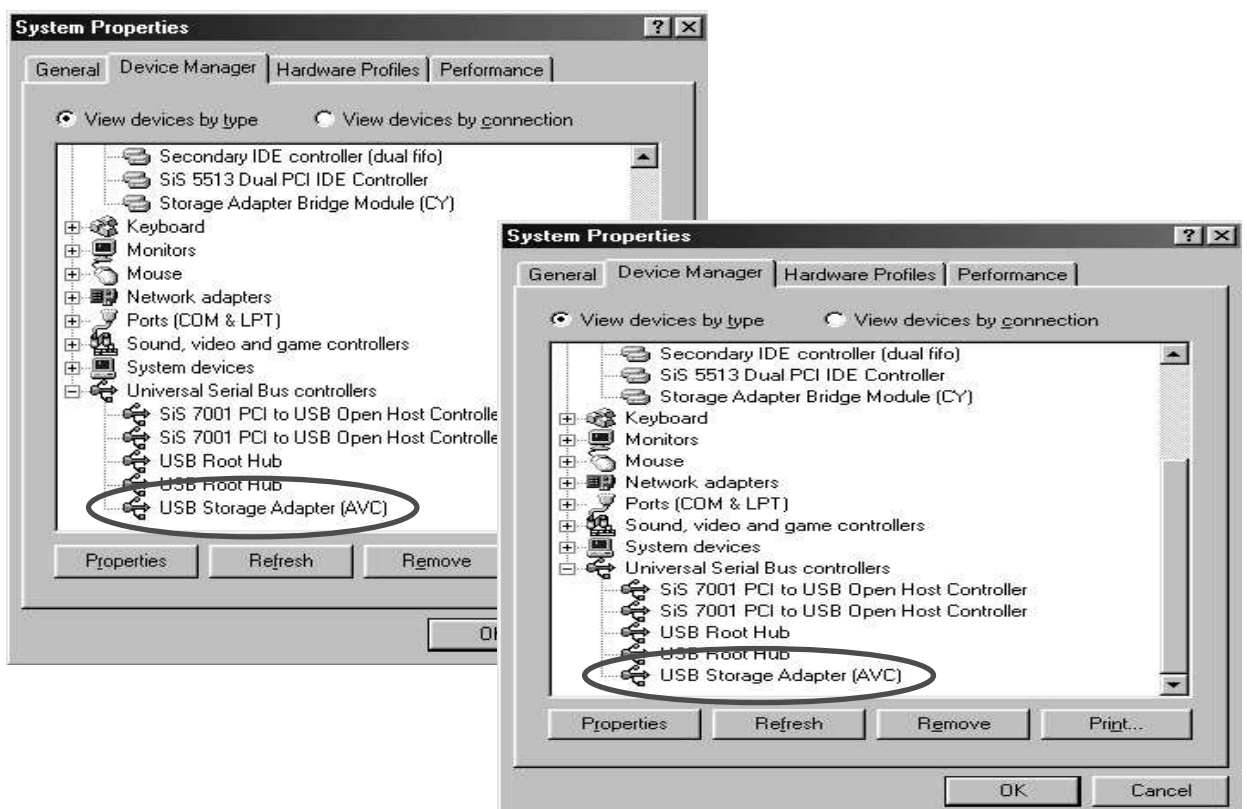 System Properties
General Device Manager Hardware Profiles Performance
View devices by type View devices by connection
Secondary IDE controller (dual fifo)
SiS 5513 Dual PCI IDE Controller
Storage Adapter Bridge Module (CY)
Keyboard
Monitors
Mouse
Network adapters
Ports (COM & LPT)
Sound, video and game controllers
System devices
Universal Serial Bus controllers
SiS 7001 PCI to USB Open Host Controlle
SiS 7001 PCI to USB Open Host Controlle
USB Root Hub
USB Root Hub
USB Storage Adapter (AVC)
Properties Refresh Remove
System Properties
General Device Manager Hardware Profiles Performance
View devices by type View devices by connection
Secondary IDE controller (dual fifo)
SiS 5513 Dual PCI IDE Controller
Storage Adapter Bridge Module (CY)
Keyboard
Monitors
Mouse
Network adapters
Ports (COM & LPT)
Sound, video and game controllers
System devices
Universal Serial Bus controllers
SiS 7001 PCI to USB Open Host Controller
SiS 7001 PCI to USB Open Host Controller
USB Root Hub
USB Root Hub
USB Storage Adapter (AVC)
Properties Refresh Remove Print...
OK Cancel